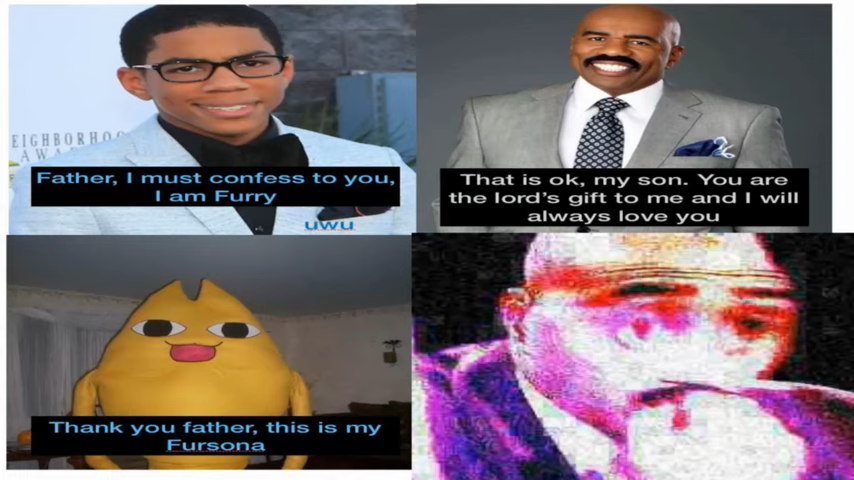 EIGHBORHOO
AWA
Father, I must confess to you,
I am Furry
uwu
That is ok, my son. You are
the lord's gift to me and I will
always love you
Thank you father, this is my
Fursona